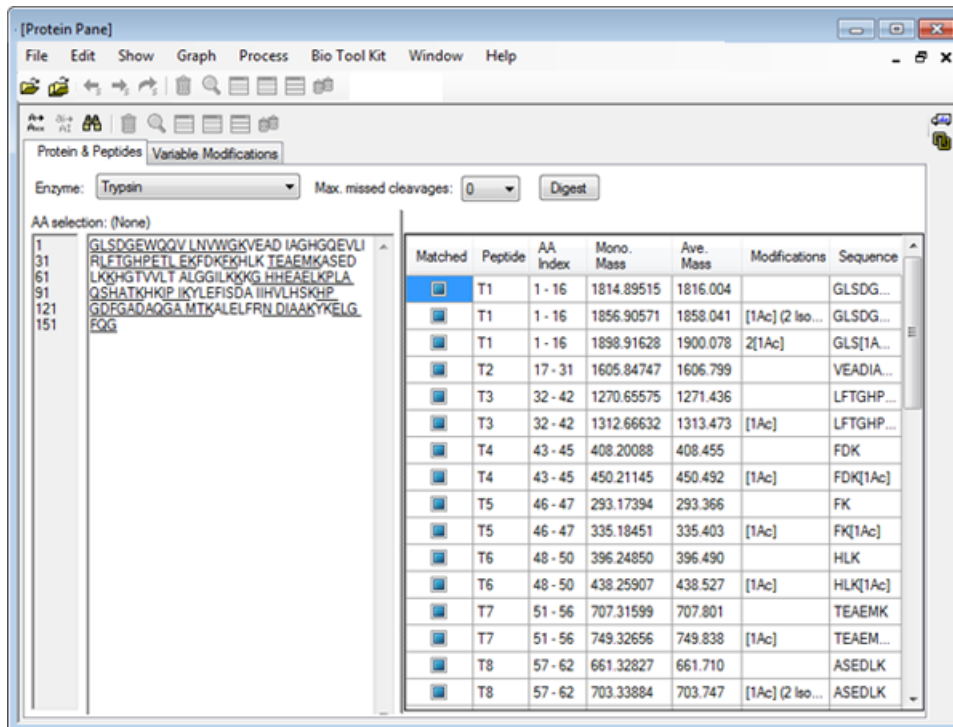 [Protein Pane]
File Edit Show Graph Process Bio Tool Kit Window Help
Protein & Peptides Variable Modifications
Enzyme: Trypsin Max. missed cleavages: 0 Digest
AA selection: (None)
1 GLSDGEWQQV LNVWGKVEAD IAGHGQEVLI
31 RLFTGHPETL EKFDKFKHLK TEAEMKASED
61 LKKHGTVVLT ALGGILKKKG HHEAELKPLA
91 QSHATKHKIP IKYLEFISDA IIHVLHSKHP
121 GDFGADAQGA MTKALELFRN DIAAKYKELG
151 FQG
Matched Peptide AA Index Mono. Mass Ave. Mass Modifications Sequence
T1 1 - 16 1814.89515 1816.004 GLSDG...
T1 1 - 16 1856.90571 1858.041 [1Ac] (2 Iso... GLSDG...
T1 1 - 16 1898.91628 1900.078 2[1Ac] GLS[1A...
T2 17 - 31 1605.84747 1606.799 VEADIA...
T3 32 - 42 1270.65575 1271.436 LFTGHP...
T3 32 - 42 1312.66632 1313.473 [1Ac] LFTGHP...
T4 43 - 45 408.20088 408.455 FDK
T4 43 - 45 450.21145 450.492 [1Ac] FDK[1Ac]
T5 46 - 47 293.17394 293.366 FK
T5 46 - 47 335.18451 335.403 [1Ac] FK[1Ac]
T6 48 - 50 396.24850 396.490 HLK
T6 48 - 50 438.25907 438.527 [1Ac] HLK[1Ac]
T7 51 - 56 707.31599 707.801 TEAEMK
T7 51 - 56 749.32656 749.838 [1Ac] TEAEM...
T8 57 - 62 661.32827 661.710 ASEDLK
T8 57 - 62 703.33884 703.747 [1Ac] (2 Iso... ASEDLK